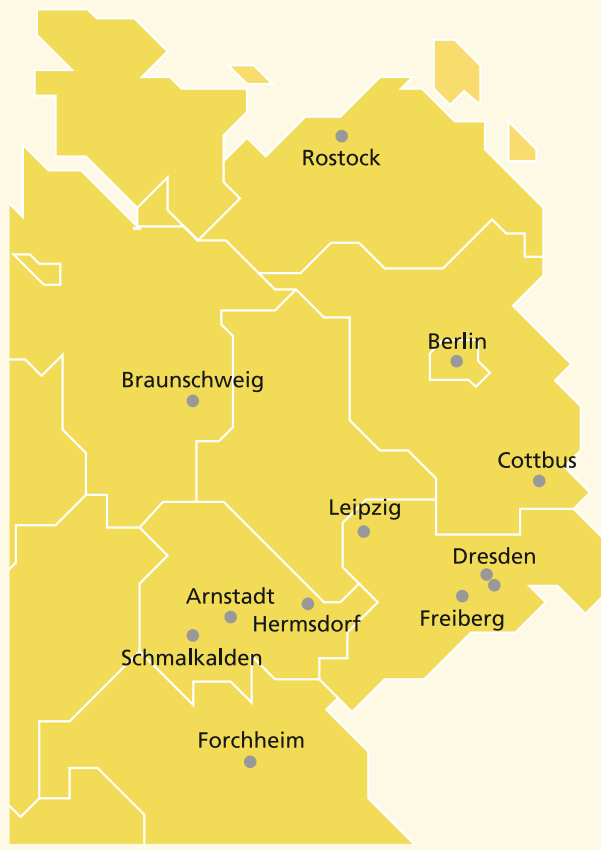 Rostock
Berlin
Braunschweig
Cottbus
Leipzig
Dresden
Arnstadt
Freiberg
Hermsdorf
Schmalkalden
Forchheim